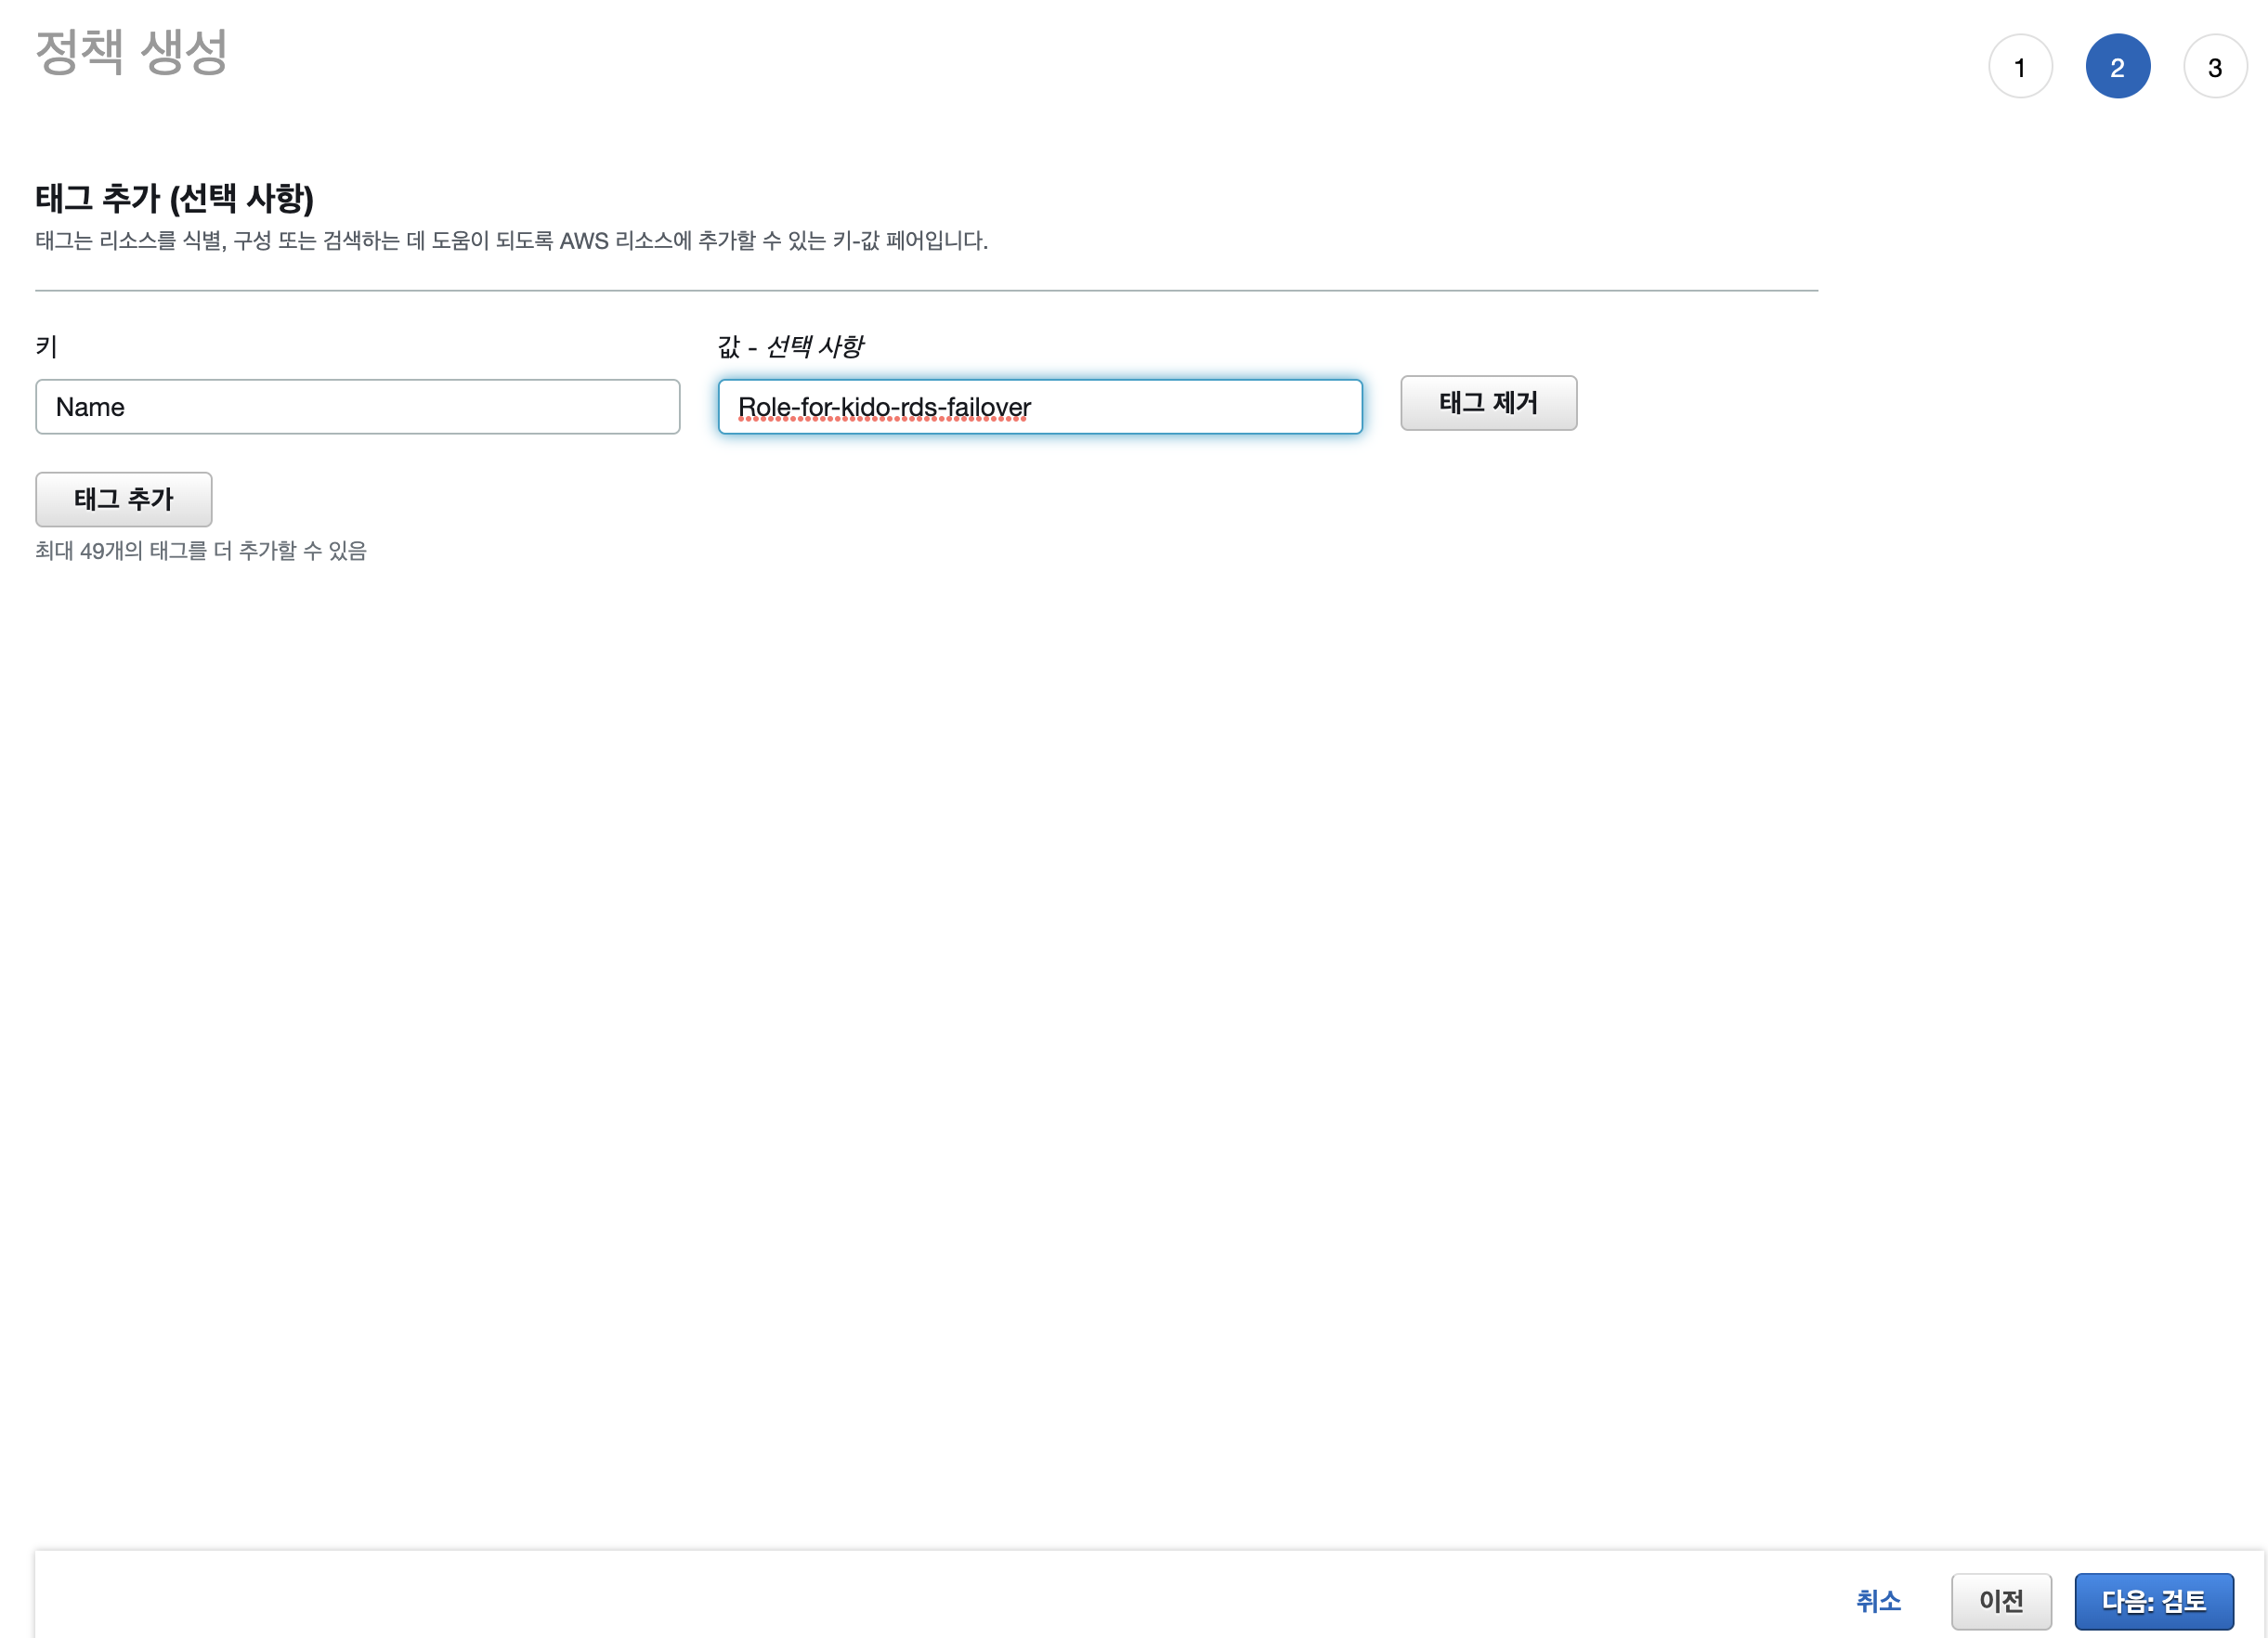 정책 생성
1 2 3
태그 추가 (선택 사항)
태그는 리소스를 식별, 구성 또는 검색하는 데 도움이 되도록 AWS 리소스에 추가할 수 있는 키-값 페어입니다.
키 값 - 선택 사항
Name Role-for-kido-rds-failover 태그 제거
태그 추가
최대 49개의 태그를 더 추가할 수 있음
취소 이전 다음: 검토